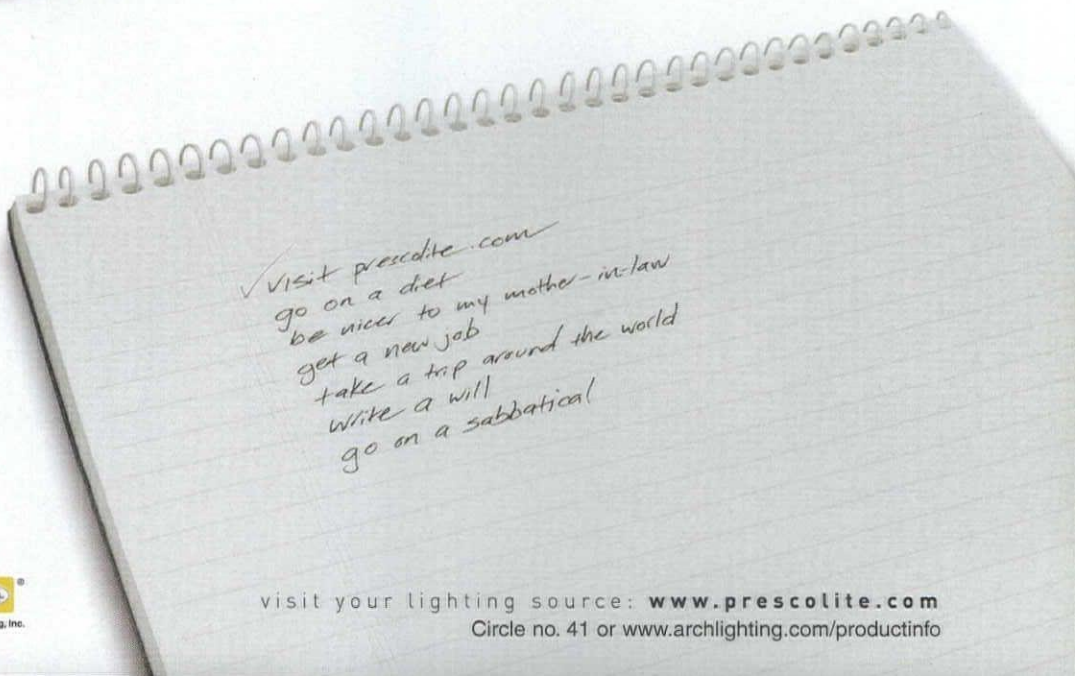 ✓ visit prescolite.com
go on a diet
be nicer to my mother-in-law
get a new job
take a trip around the world
write a will
go on a sabbatical
visit your lighting source: www.prescolite.com
Circle no. 41 or www.archlighting.com/productinfo
®
Inc.